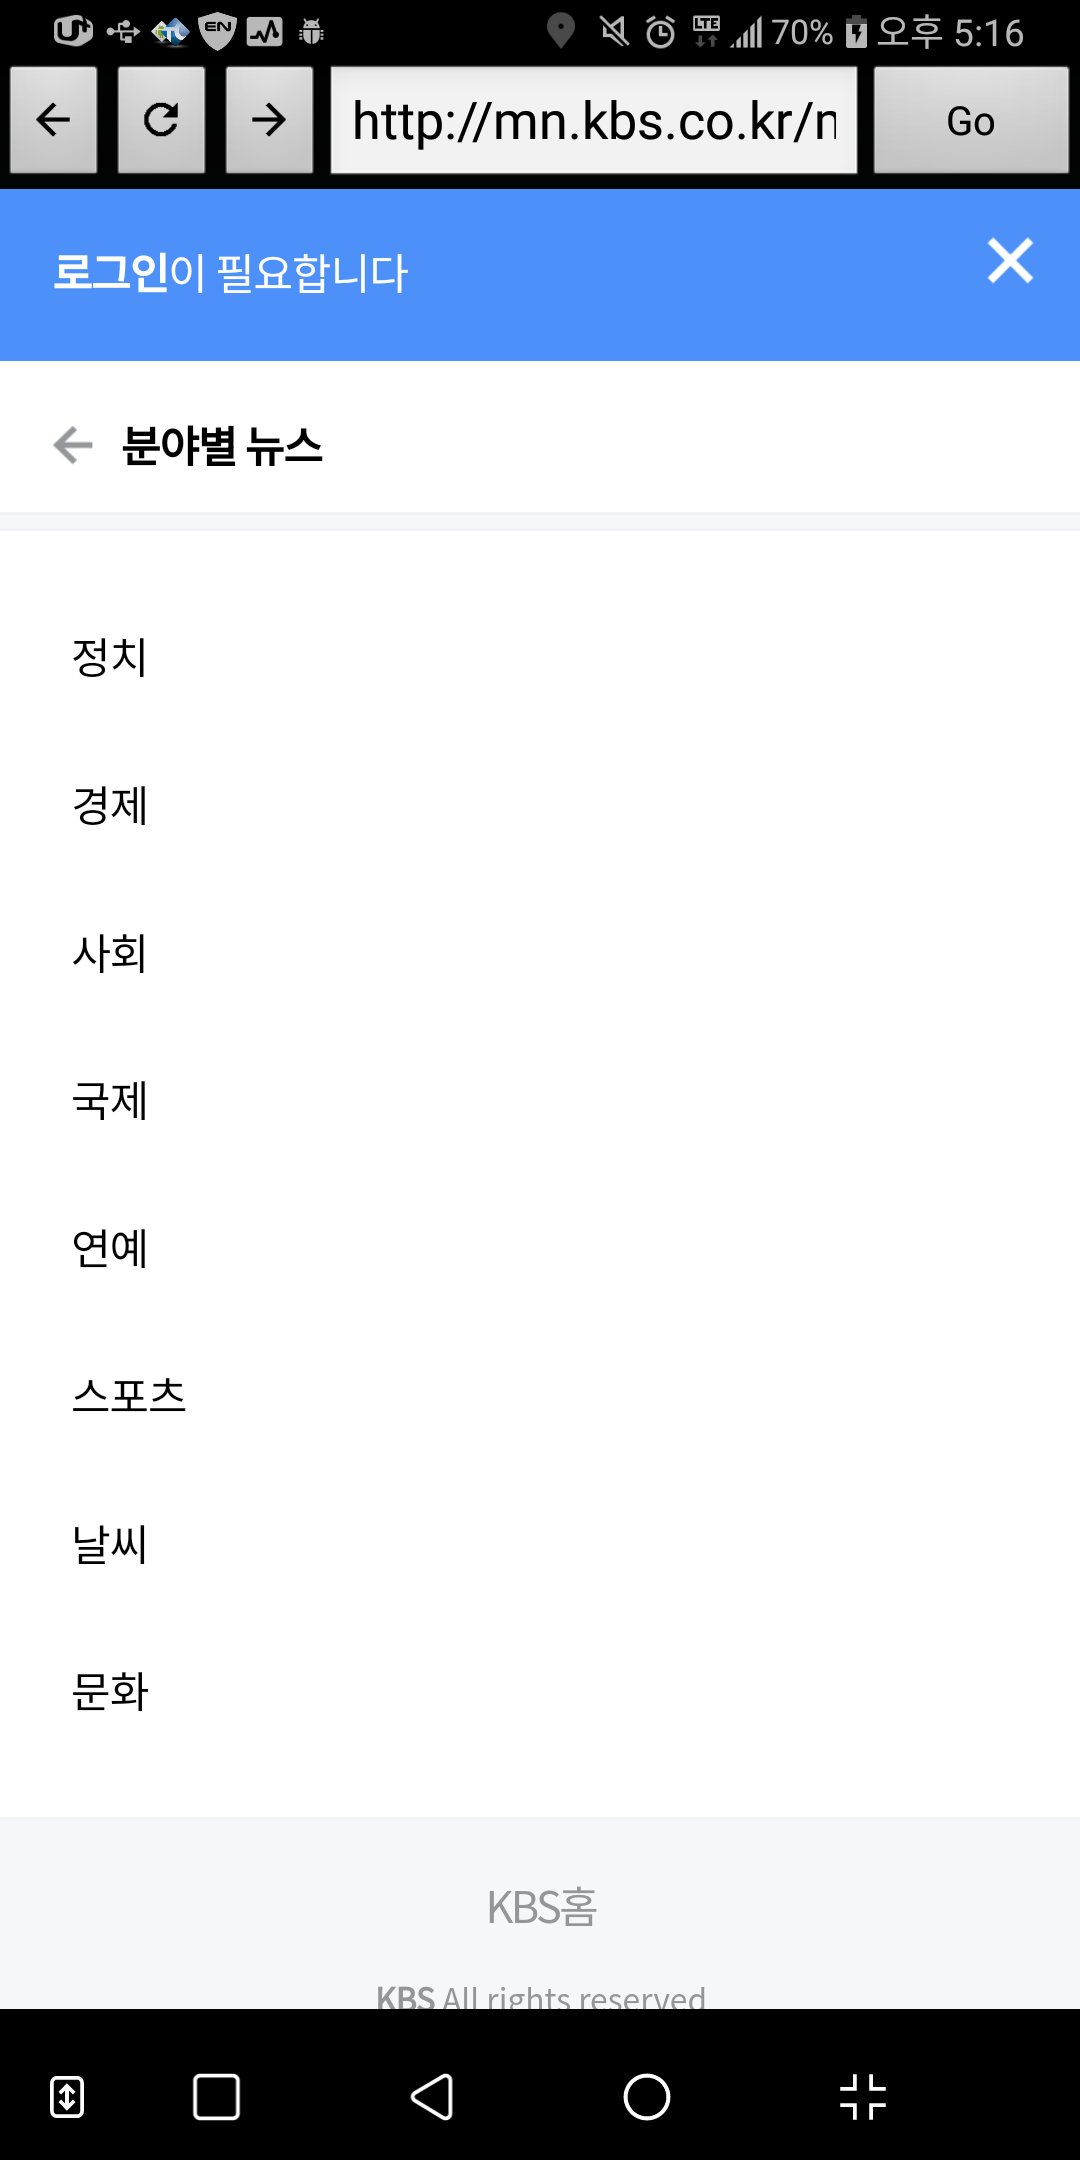 EN LTE 70% 오후 5:16
http://mn.kbs.co.kr/n Go
로그인이 필요합니다
분야별 뉴스
정치
경제
사회
국제
연예
스포츠
날씨
문화
KBS홈
KBS All rights reserved